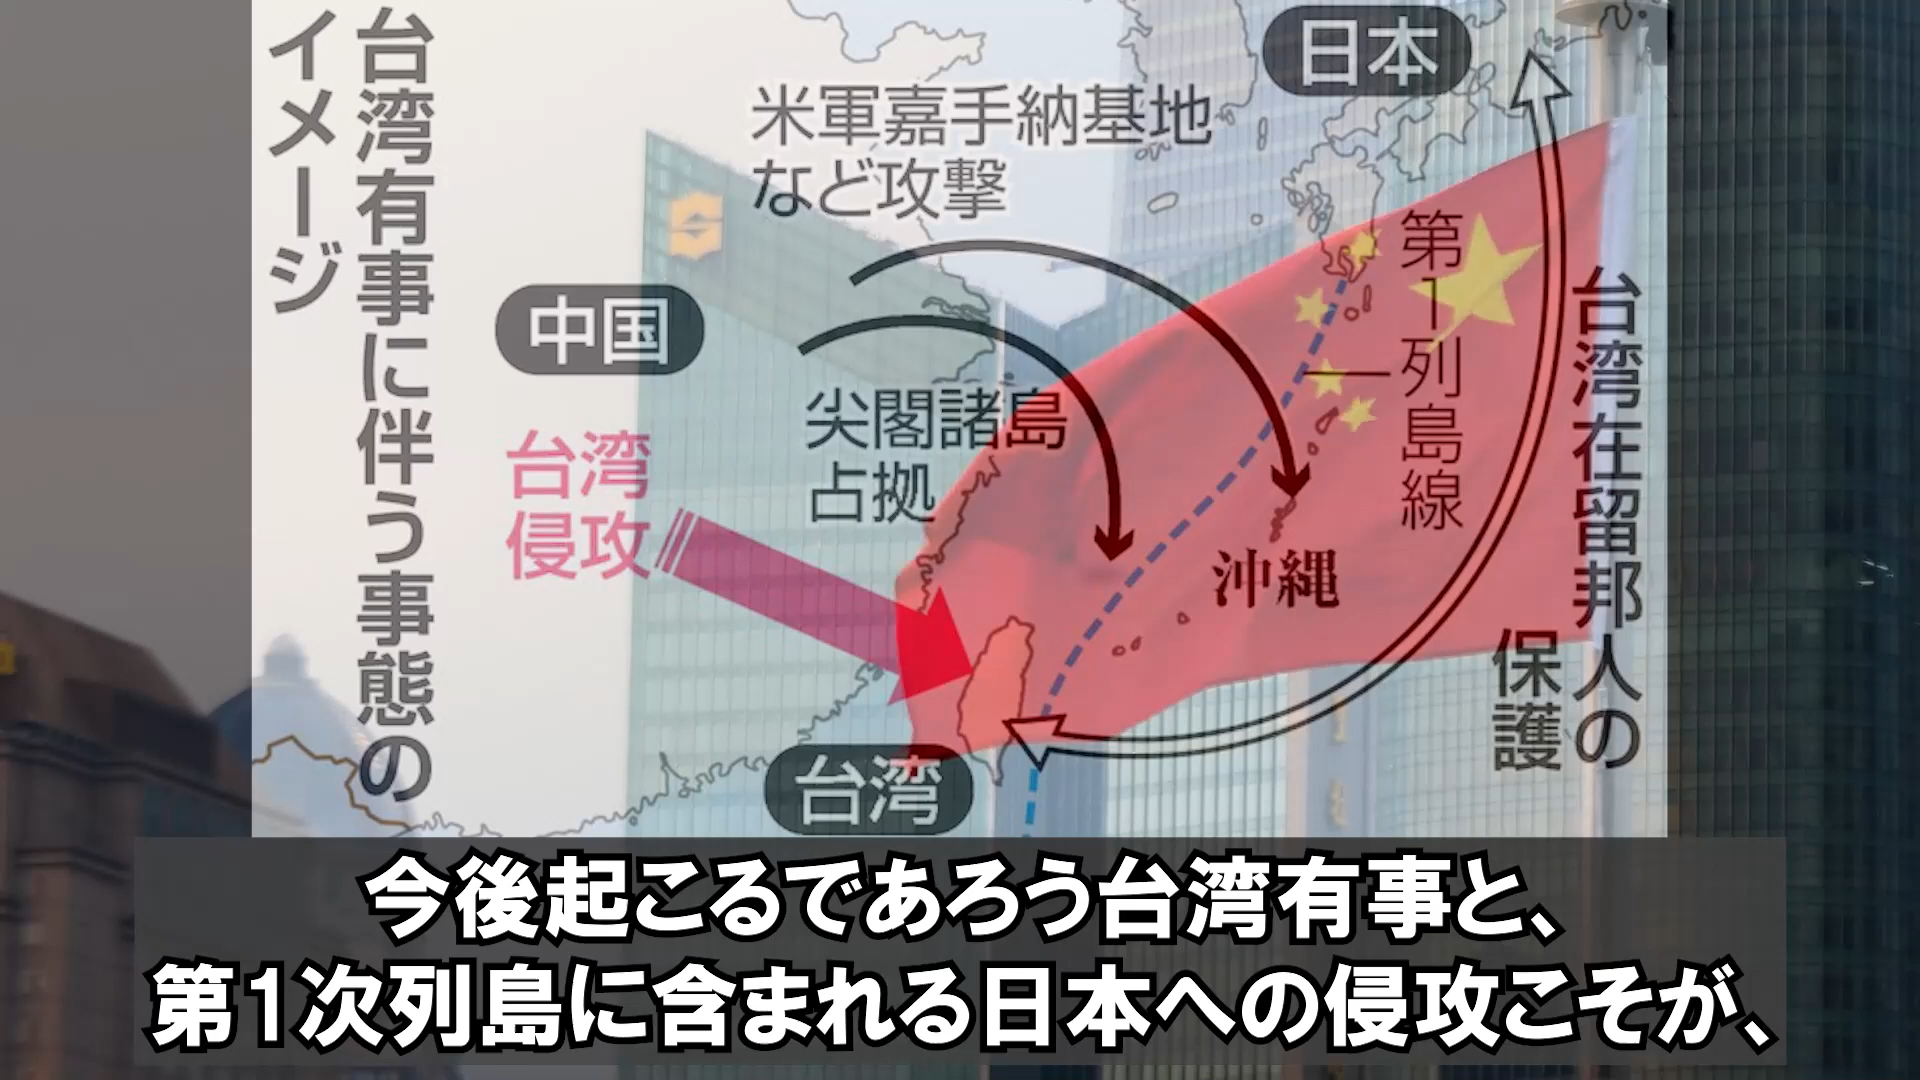 台湾有事に伴う事態の
イメージ
日本
米軍嘉手納基地
など攻撃
中国
尖閣諸島
占拠
台湾
侵攻
第1列島線
沖縄
台湾在留邦人の
保護
台湾
今後起こるであろう台湾有事と、
第1次列島に含まれる日本への侵攻こそが、